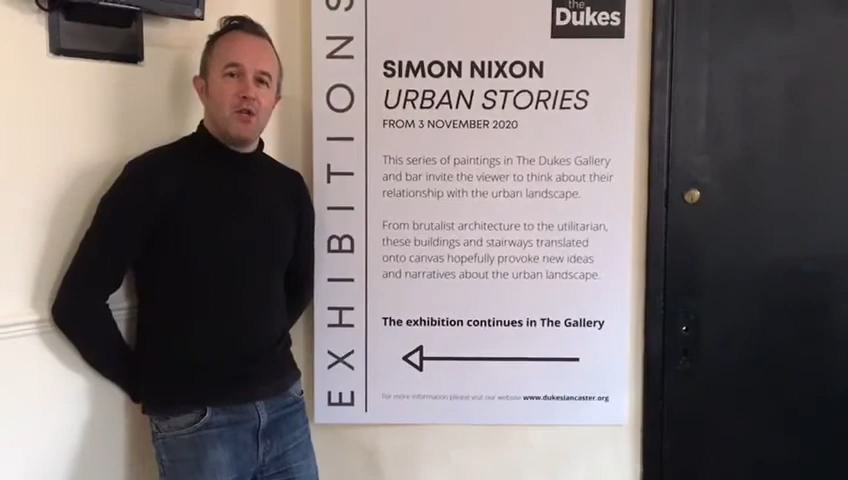 EXHIBITIONS
the
Dukes
SIMON NIXON
URBAN STORIES
FROM 3 NOVEMBER 2020
This series of paintings in The Dukes Gallery
and bar invite the viewer to think about their
relationship with the urban landscape.
From brutalist architecture to the utilitarian,
these buildings and stairways translated
onto canvas hopefully provoke new ideas
and narratives about the urban landscape.
The exhibition continues in The Gallery
For more information please visit our website www.dukeslancaster.org